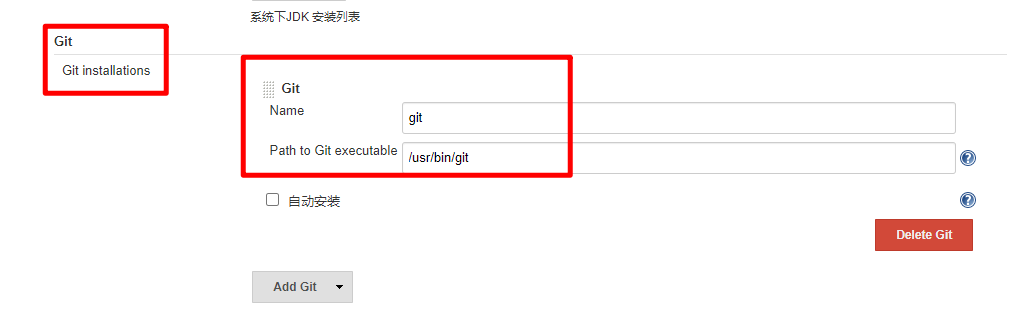 系统下JDK 安装列表
Git
Git installations
Git
Name
git
Path to Git executable
/usr/bin/git
?
自动安装
?
Delete Git
Add Git